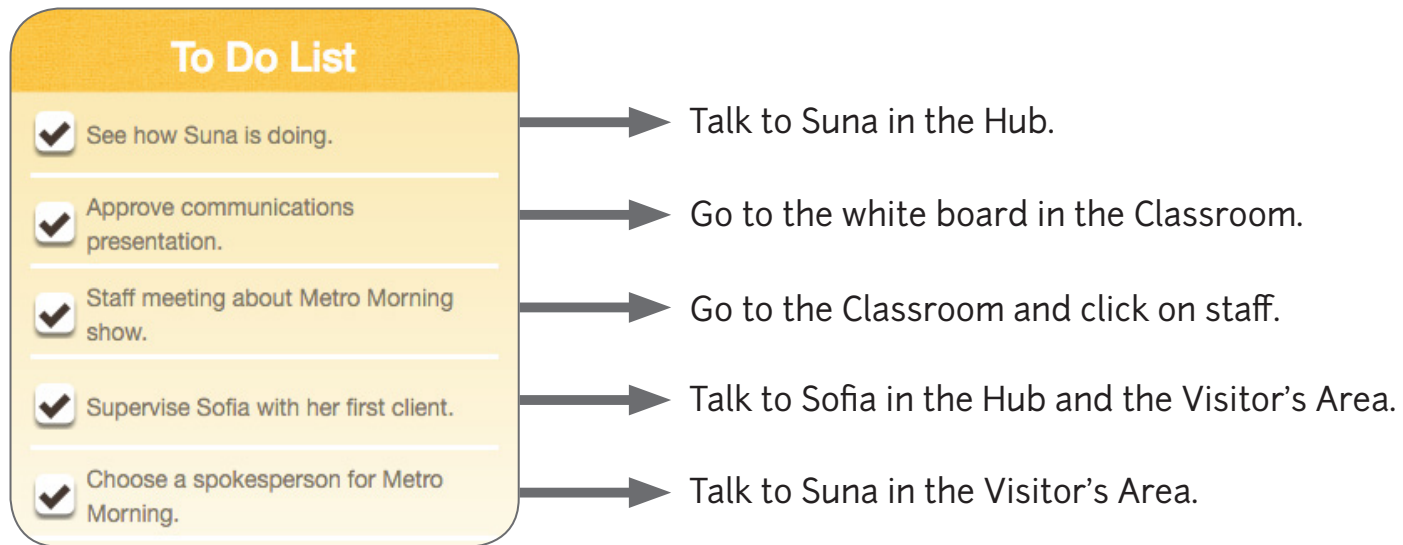 To Do List
See how Suna is doing.
Talk to Suna in the Hub.
Approve communications
presentation.
Go to the white board in the Classroom.
Staff meeting about Metro Morning
show.
Go to the Classroom and click on staff.
Supervise Sofia with her first client.
Talk to Sofia in the Hub and the Visitor’s Area.
Choose a spokesperson for Metro
Morning.
Talk to Suna in the Visitor’s Area.